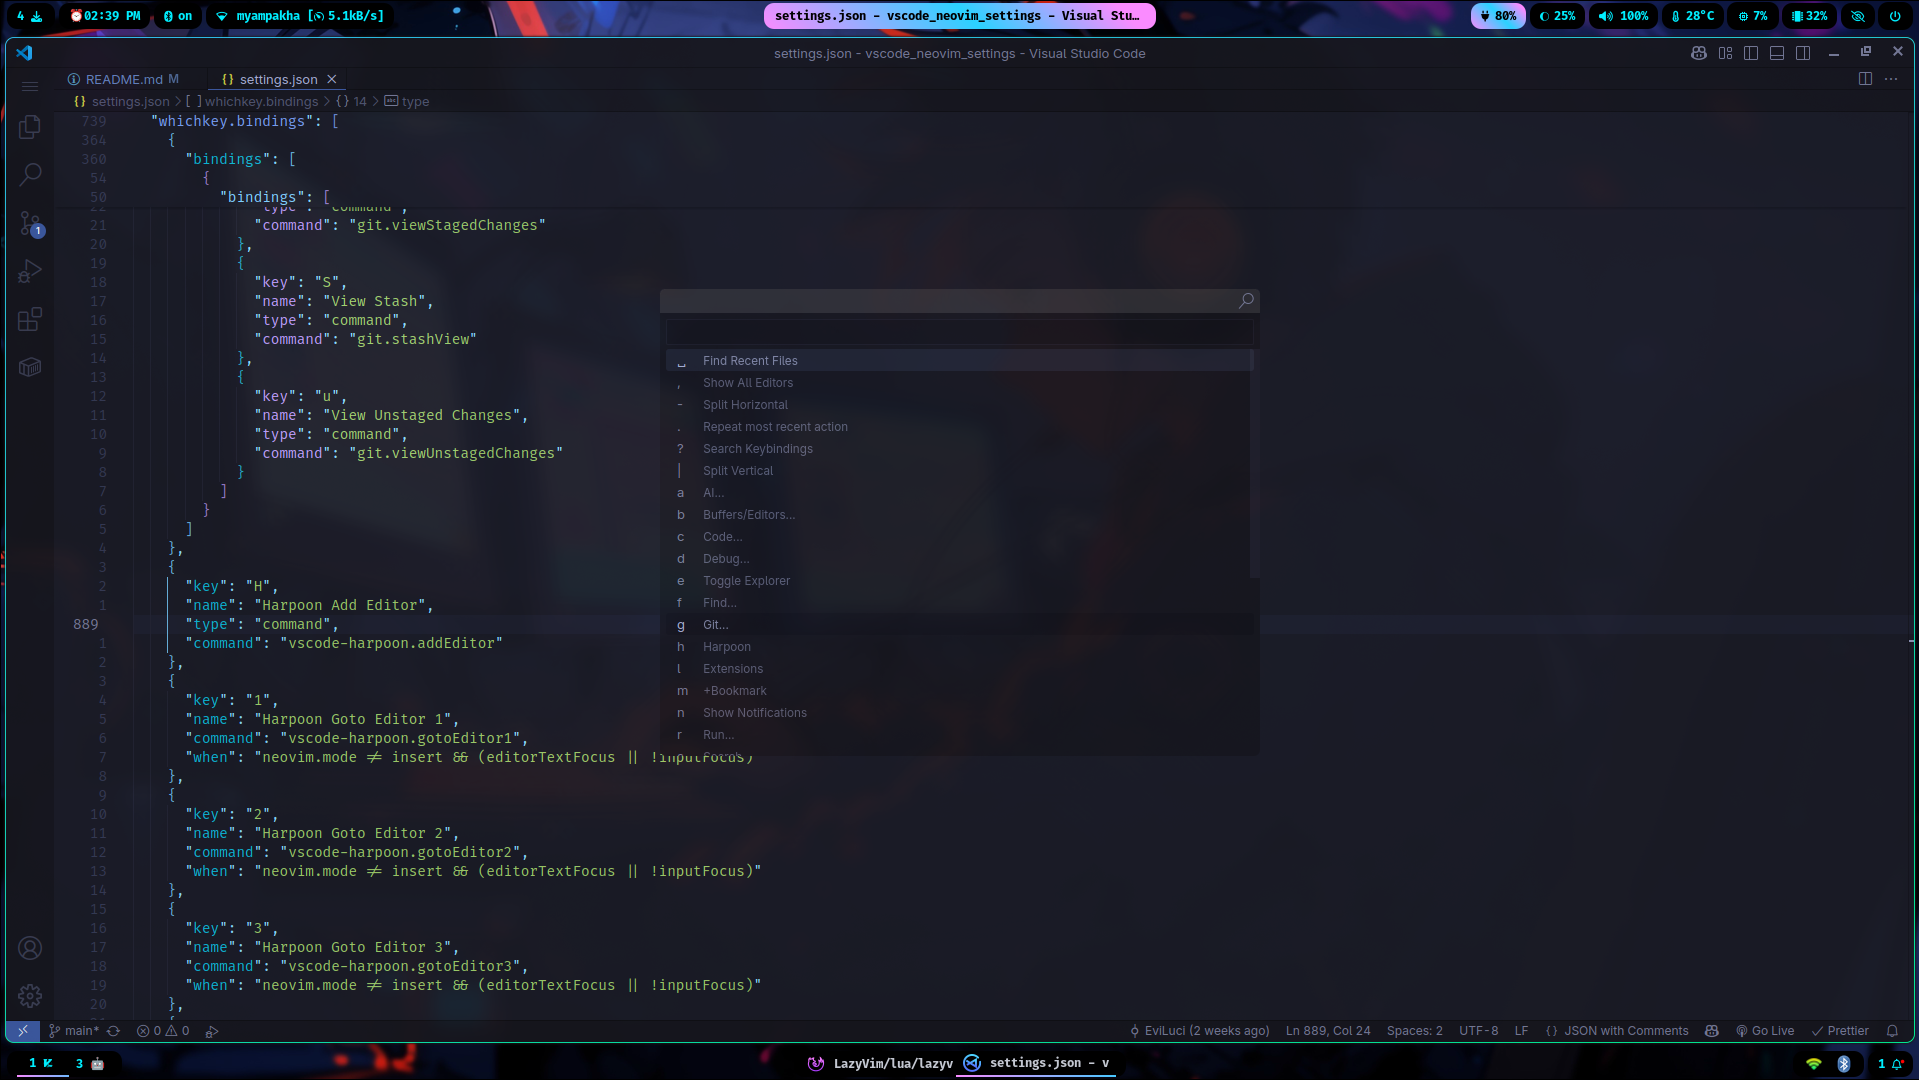 4
02:39 PM
on
myampakha [5.1kB/s]
settings.json - vscode_neovim_settings - Visual Stu…
80%
25%
100%
28°C
7%
32%
settings.json - vscode_neovim_settings - Visual Studio Code
README.md M
{} settings.json
{} settings.json > [ ] whichkey.bindings > {} 14 > type
739 "whichkey.bindings": [
364 {
360 "bindings": [
54 {
50 "bindings": [
22 "type": "command",
21 "command": "git.viewStagedChanges"
20 },
19 {
18 "key": "S",
17 "name": "View Stash",
16 "type": "command",
15 "command": "git.stashView"
14 },
13 {
12 "key": "u",
11 "name": "View Unstaged Changes",
10 "type": "command",
9 "command": "git.viewUnstagedChanges"
8 }
7 ]
6 }
5 ]
4 },
3 {
2 "key": "H",
1 "name": "Harpoon Add Editor",
889 "type": "command",
1 "command": "vscode-harpoon.addEditor"
2 },
3 {
4 "key": "1",
5 "name": "Harpoon Goto Editor 1",
6 "command": "vscode-harpoon.gotoEditor1",
7 "when": "neovim.mode != insert && (editorTextFocus || !inputFocus)"
8 },
9 {
10 "key": "2",
11 "name": "Harpoon Goto Editor 2",
12 "command": "vscode-harpoon.gotoEditor2",
13 "when": "neovim.mode != insert && (editorTextFocus || !inputFocus)"
14 },
15 {
16 "key": "3",
17 "name": "Harpoon Goto Editor 3",
18 "command": "vscode-harpoon.gotoEditor3",
19 "when": "neovim.mode != insert && (editorTextFocus || !inputFocus)"
20 },
␣ Find Recent Files
, Show All Editors
- Split Horizontal
. Repeat most recent action
? Search Keybindings
| Split Vertical
a AI...
b Buffers/Editors...
c Code...
d Debug...
e Toggle Explorer
f Find...
g Git...
h Harpoon
l Extensions
m +Bookmark
n Show Notifications
r Run...
1
main*
0 0
EviLuci (2 weeks ago)
Ln 889, Col 24
Spaces: 2
UTF-8
LF
{} JSON with Comments
Go Live
Prettier
1
3
LazyVim/lua/lazyv
settings.json - v
1